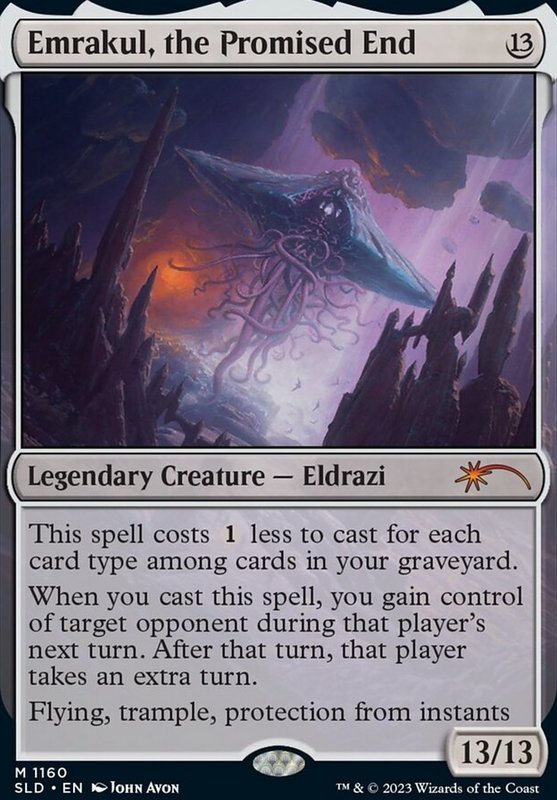 Emrakul, the Promised End 13
Legendary Creature — Eldrazi
This spell costs 1 less to cast for each
card type among cards in your graveyard.
When you cast this spell, you gain control
of target opponent during that player's
next turn. After that turn, that player
takes an extra turn.
Flying, trample, protection from instants
13/13
M 1160
SLD • EN John Avon ™ & © 2023 Wizards of the Coast